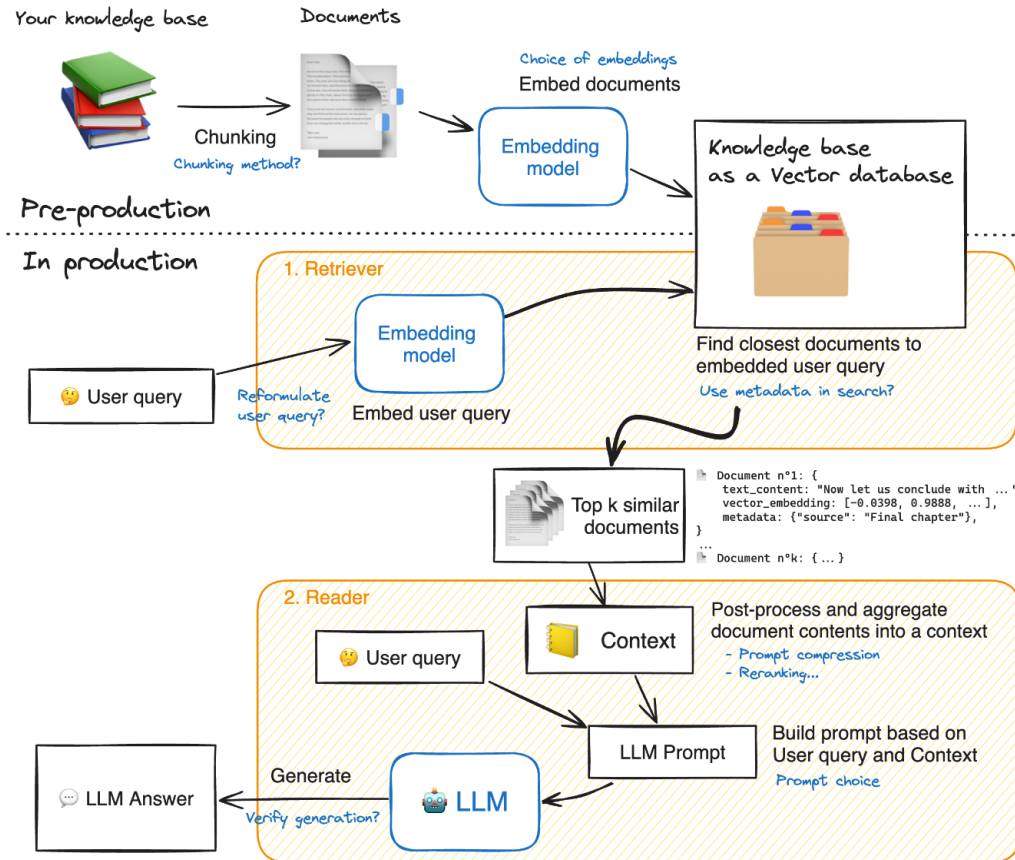 Your knowledge base
Documents
Choice of embeddings
Embed documents
Chunking
Chunking method?
Embedding
model
Knowledge base
as a Vector database
Pre-production
In production
1. Retriever
Embedding
model
🤔 User query
Reformulate
user query?
Embed user query
Find closest documents to
embedded user query
Use metadata in search?
Top k similar
documents
Document n°1: {
text_content: "Now let us conclude with ..."
vector_embedding: [-0.0398, 0.9888, ...],
metadata: {"source": "Final chapter"},
}
...
Document n°k: {...}
2. Reader
🤔 User query
Context
Post-process and aggregate
document contents into a context
- Prompt compression
- Reranking...
LLM Prompt
Build prompt based on
User query and Context
Prompt choice
🤖 LLM
Generate
Verify generation?
💬 LLM Answer